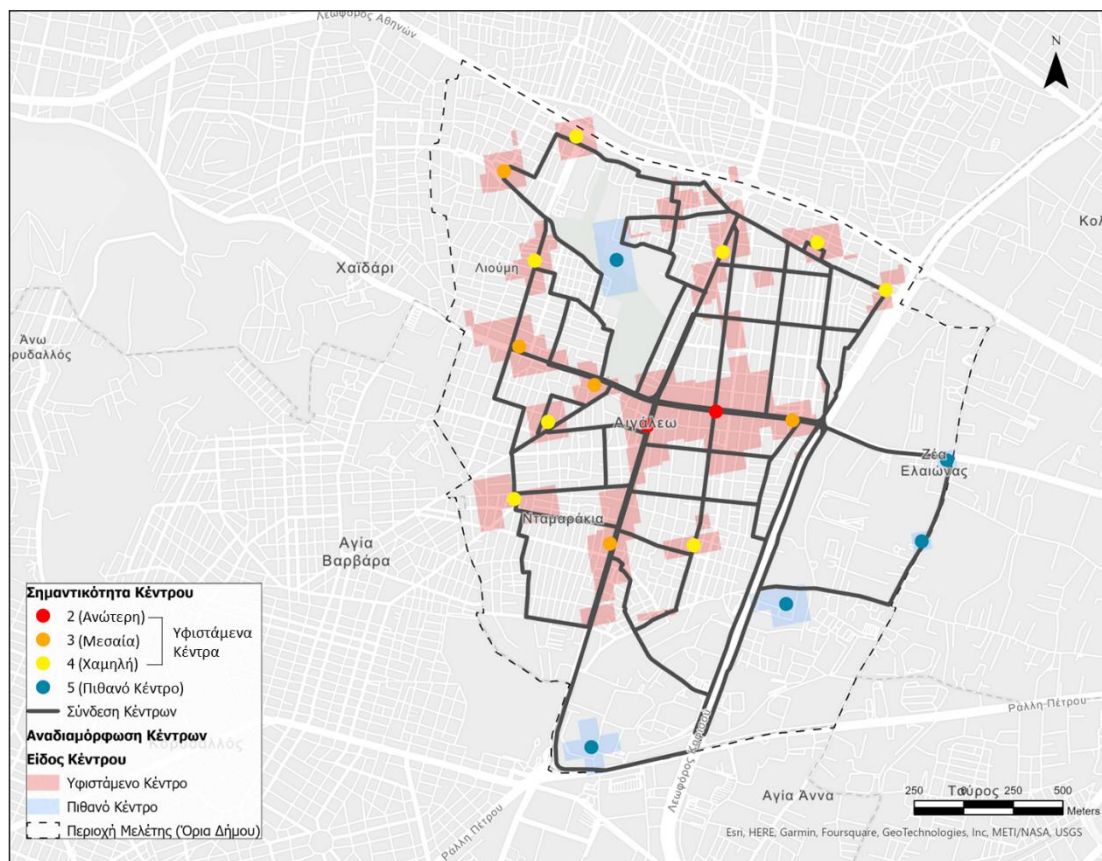 Λεωφόρος Αθηνών
N
Κολ
Χαϊδάρι
Λιούμη
Άνω
ορυδαλλός
Αιγάλεω
Ζέα
Ελαιώνας
Νταμαράκια
Αγία
Βαρβάρα
Σημαντικότητα Κέντρου
2 (Ανώτερη)
3 (Μεσαία)
4 (Χαμηλή)
Υφιστάμενα
Κέντρα
5 (Πιθανό Κέντρο)
Σύνδεση Κέντρων
Αναδιαμόρφωση Κέντρων
Κορυδαλλός
Είδος Κέντρου
Υφιστάμενο Κέντρο
Πιθανό Κέντρο
Περιοχή Μελέτης (Όρια Δήμου)
Ράλλη Πέτρου
Λεωφόρος Κηφισού
Ράλλη Πέτρου
Αγία Άννα
Ταύρος
250 0 250 500
Meters
Esri, HERE, Garmin, Foursquare, GeoTechnologies, Inc, METI/NASA, USGS